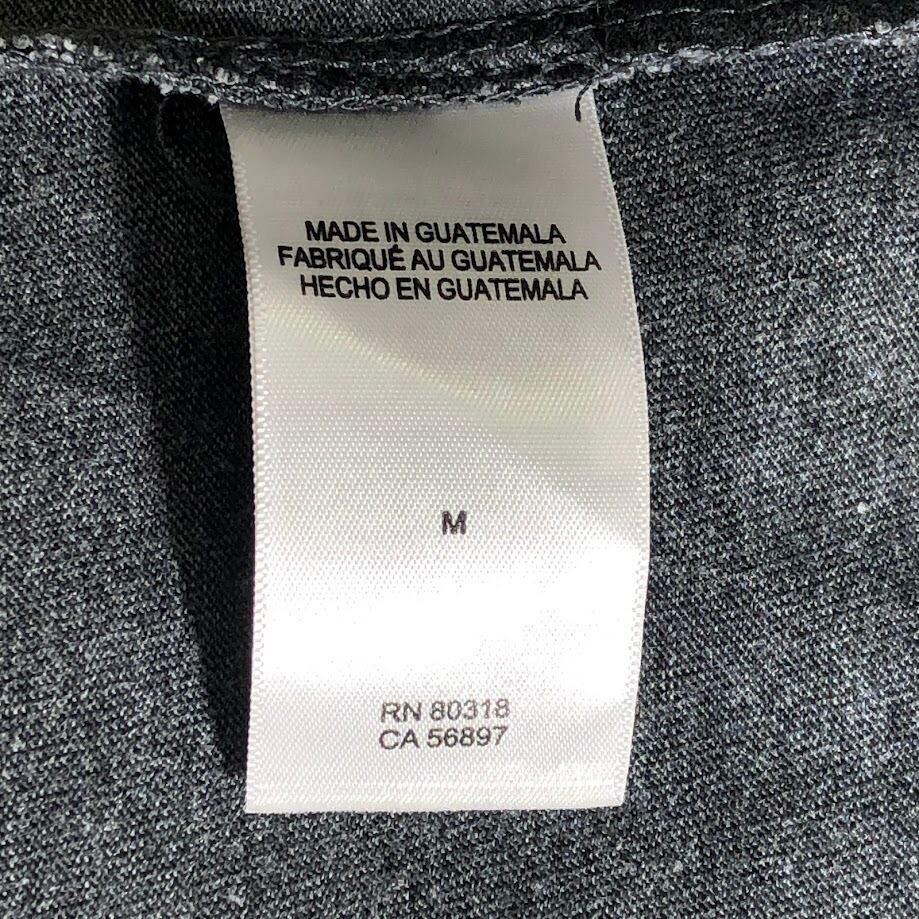 MADE IN GUATEMALA
FABRIQUÉ AU GUATEMALA
HECHO EN GUATEMALA
M
RN 80318
CA 56897